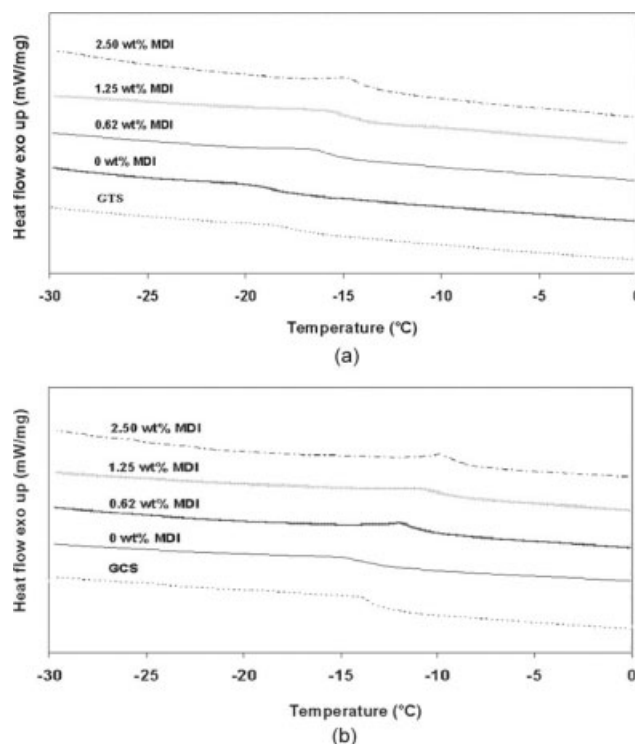 (a)
Heat flow exo up (mW/mg)
2.50 wt% MDI
1.25 wt% MDI
0.62 wt% MDI
0 wt% MDI
GTS
-30 -25 -20 -15 -10 -5 0
Temperature (°C)
(a)
Heat flow exo up (mW/mg)
2.50 wt% MDI
1.25 wt% MDI
0.62 wt% MDI
0 wt% MDI
GCS
-30 -25 -20 -15 -10 -5 0
Temperature (°C)
(b)